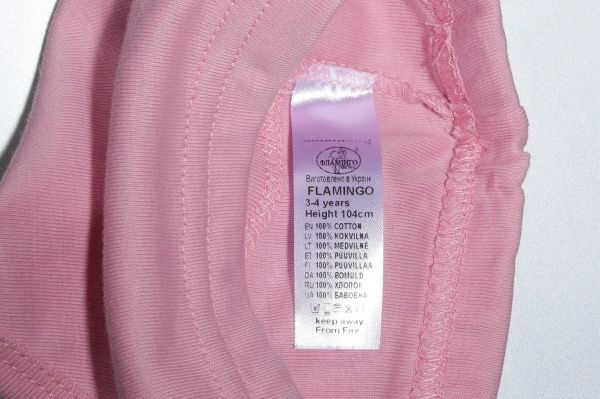 ФЛАМІНГО
Виготовлено в Україні
FLAMINGO
3-4 years
Height 104cm
EN 100% COTTON
LV 100% KOKVILNA
LT 100% MEDVILNĖ
ET 100% PUUVILLA
FI 100% PUUVILLAA
DA 100% BOMULD
RU 100% ХЛОПОК
UA 100% БАВОВНА
keep away
From Fire